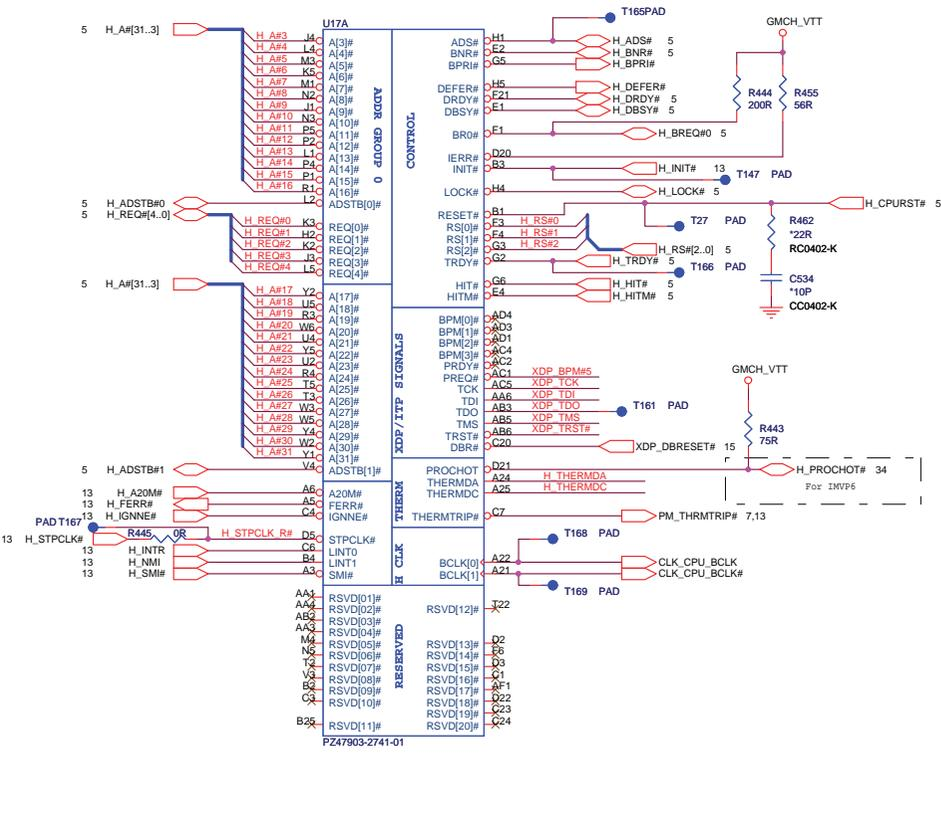 U17A
5 H_A#[31..3]
H_A#3 J4 A[3]#
H_A#4 L4 A[4]#
H_A#5 M3 A[5]#
H_A#6 K5 A[6]#
H_A#7 M1 A[7]#
H_A#8 N2 A[8]#
H_A#9 J1 A[9]#
H_A#10 N3 A[10]#
H_A#11 P5 A[11]#
H_A#12 P2 A[12]#
H_A#13 L1 A[13]#
H_A#14 P4 A[14]#
H_A#15 P1 A[15]#
H_A#16 R1 A[16]#
5 H_ADSTB#0 L2 ADSTB[0]#
5 H_REQ#[4..0]
H_REQ#0 K3 REQ[0]#
H_REQ#1 H2 REQ[1]#
H_REQ#2 K2 REQ[2]#
H_REQ#3 J3 REQ[3]#
H_REQ#4 L5 REQ[4]#
ADDR GROUP 0
5 H_A#[31..3]
H_A#17 Y2 A[17]#
H_A#18 U5 A[18]#
H_A#19 R3 A[19]#
H_A#20 W6 A[20]#
H_A#21 U4 A[21]#
H_A#22 Y5 A[22]#
H_A#23 U2 A[23]#
H_A#24 R4 A[24]#
H_A#25 T5 A[25]#
H_A#26 T3 A[26]#
H_A#27 W3 A[27]#
H_A#28 W5 A[28]#
H_A#29 Y4 A[29]#
H_A#30 W2 A[30]#
H_A#31 Y1 A[31]#
5 H_ADSTB#1 V4 ADSTB[1]#
13 H_A20M# A6 A20M#
13 H_FERR# A5 FERR#
13 H_IGNNE# C4 IGNNE#
PAD T167
13 H_STPCLK# R445 0R H_STPCLK_R# D5 STPCLK#
13 H_INTR C6 LINT0
13 H_NMI B4 LINT1
13 H_SMI# A3 SMI#
AA1 RSVD[01]#
AA4 RSVD[02]#
AB2 RSVD[03]#
AA3 RSVD[04]#
M4 RSVD[05]#
N5 RSVD[06]#
T2 RSVD[07]#
V3 RSVD[08]#
B2 RSVD[09]#
C3 RSVD[10]#
B25 RSVD[11]#
PZ47903-2741-01
CONTROL
T165PAD
ADS# H1 H_ADS# 5
BNR# E2 H_BNR# 5
BPRI# G5 H_BPRI#
DEFER# H5 H_DEFER#
DRDY# F21 H_DRDY# 5
DBSY# E1 H_DBSY# 5
BR0# F1 H_BREQ#0 5
GMCH_VTT
R444
200R
R455
56R
IERR# D20
INIT# B3 H_INIT# 13
T147 PAD
LOCK# H4 H_LOCK# 5
RESET# B1 H_CPURST# 5
T27 PAD
RS[0]# F3 H_RS#0
RS[1]# F4 H_RS#1
RS[2]# G3 H_RS#2
H_RS#[2..0] 5
TRDY# G2 H_TRDY# 5
T166 PAD
R462
*22R
RC0402-K
C534
*10P
CC0402-K
HIT# G6 H_HIT# 5
HITM# E4 H_HITM# 5
XDP/ITP SIGNALS
BPM[0]# AD4
BPM[1]# AD3
BPM[2]# AD1
BPM[3]# AC4
PRDY# AC2
PREQ# AC1 XDP_BPM#5
TCK AC5 XDP_TCK
TDI AA6 XDP_TDI
TDO AB3 XDP_TDO
T161 PAD
TMS AB5 XDP_TMS
TRST# AB6 XDP_TRST#
DBR# C20 XDP_DBRESET# 15
GMCH_VTT
R443
75R
THERM
PROCHOT D21 H_PROCHOT# 34
For IMVP6
THERMDA A24 H_THERMDA
THERMDC A25 H_THERMDC
THERMTRIP# C7 PM_THRMTRIP# 7,13
H CLK
T168 PAD
BCLK[0] A22 CLK_CPU_BCLK
BCLK[1] A21 CLK_CPU_BCLK#
T169 PAD
RESERVED
RSVD[12]# T22
RSVD[13]# D2
RSVD[14]# F6
RSVD[15]# D3
RSVD[16]# C1
RSVD[17]# AF1
RSVD[18]# D22
RSVD[19]# C23
RSVD[20]# C24